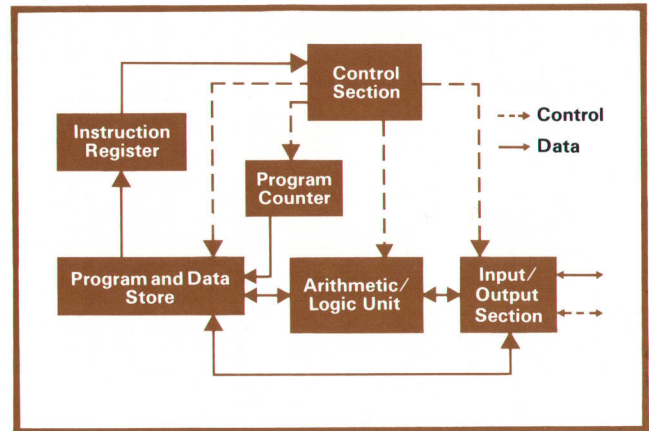 Control
Section
Control
Data
Instruction
Register
Program
Counter
Program and Data
Store
Arithmetic/
Logic Unit
Input/
Output
Section